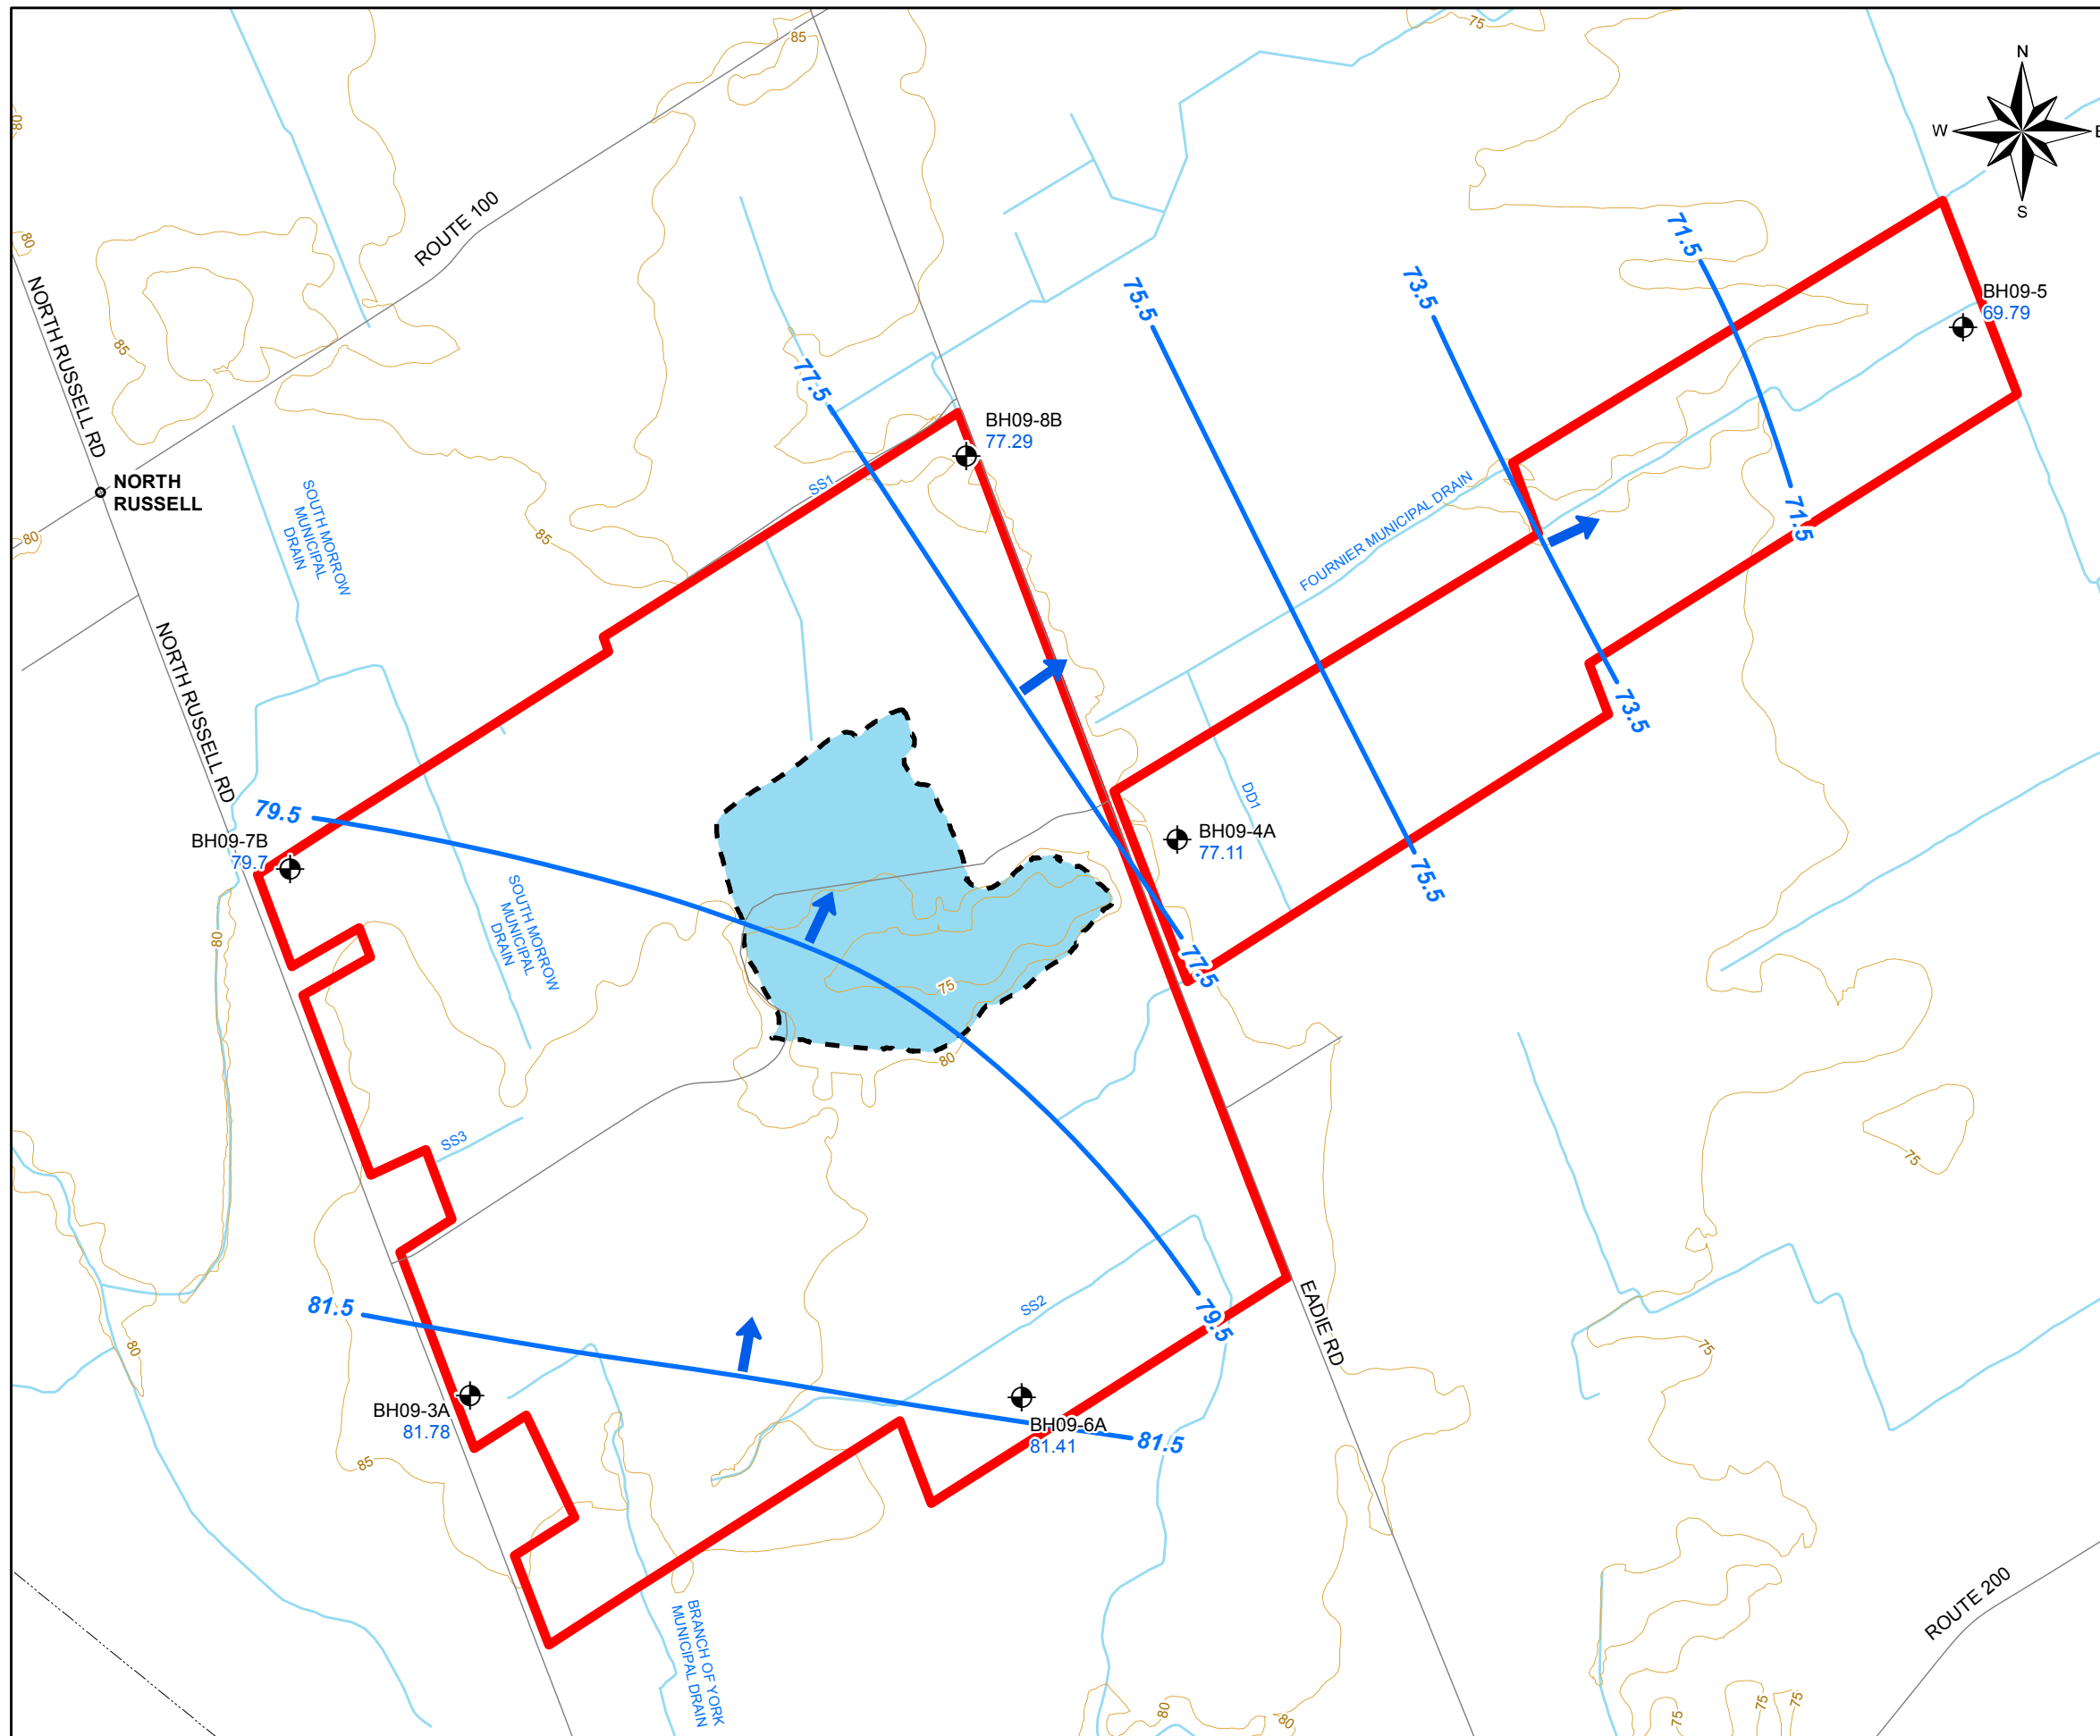 85
75
N
W
E
S
80
80
ROUTE 100
71.5
73.5
75.5
NORTH RUSSELL RD
85
BH09-5
69.79
77.5
BH09-8B
77.29
NORTH
RUSSELL
SS1
SOUTH MORROW
MUNICIPAL
DRAIN
FOURNIER MUNICIPAL DRAIN
71.5
80
85
NORTH RUSSELL RD
73.5
79.5
DD1
BH09-7B
79.7
BH09-4A
77.11
75.5
SOUTH MORROW
MUNICIPAL
DRAIN
80
77.5
75
80
SS3
75
81.5
SS2
79.5
EADIE RD
80
75
BH09-3A
81.78
BH09-6A
81.41
81.5
85
ROUTE 200
BRANCH OF YORK
MUNICIPAL DRAIN
80
80
75
75
75